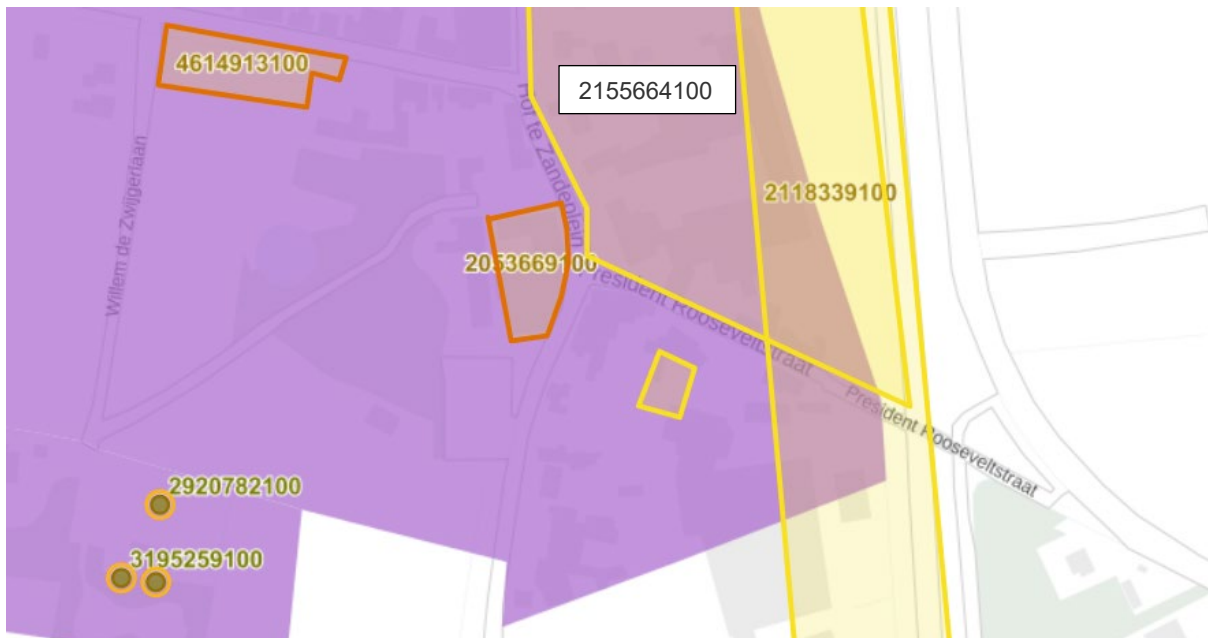 4614913100
2155664100
Hof te Zandeplein
Willem de Zwijgerlaan
2118339100
2053669100
President Rooseveltstraat
President Rooseveltstraat
2920782100
3195259100